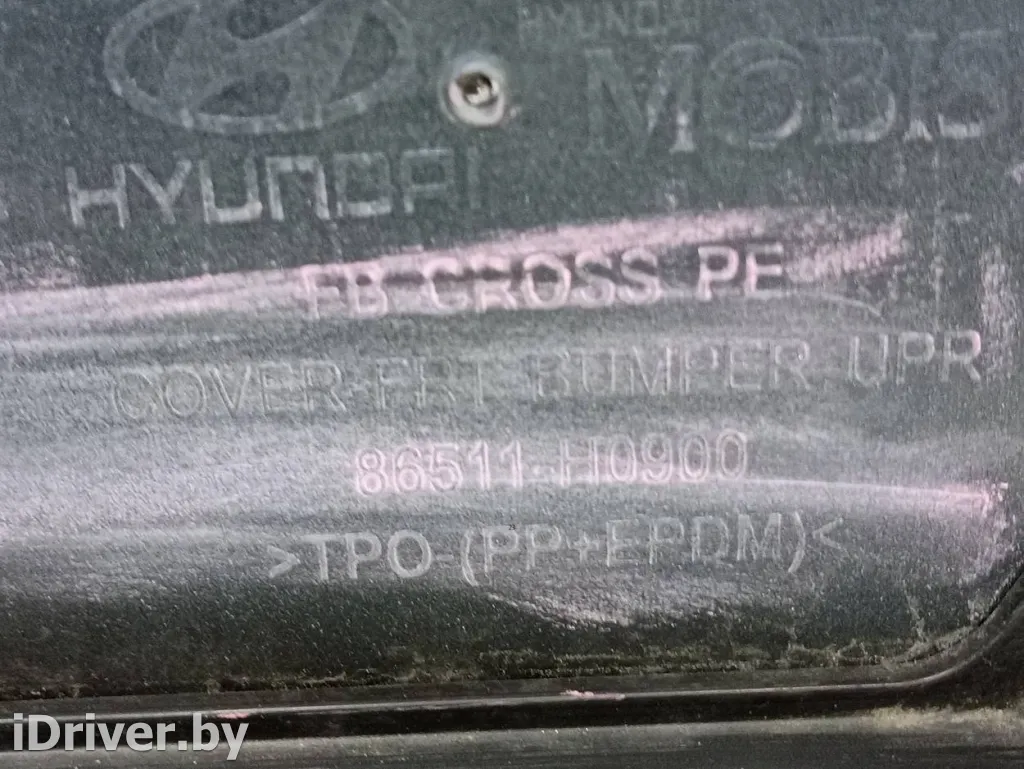 HYUNDAI
MOBIS
HYUNDAI
FB CROSS PE
COVER-FRT BUMPER UPR
86511-H0900
>TPO-(PP+EPDM)<
iDriver.by